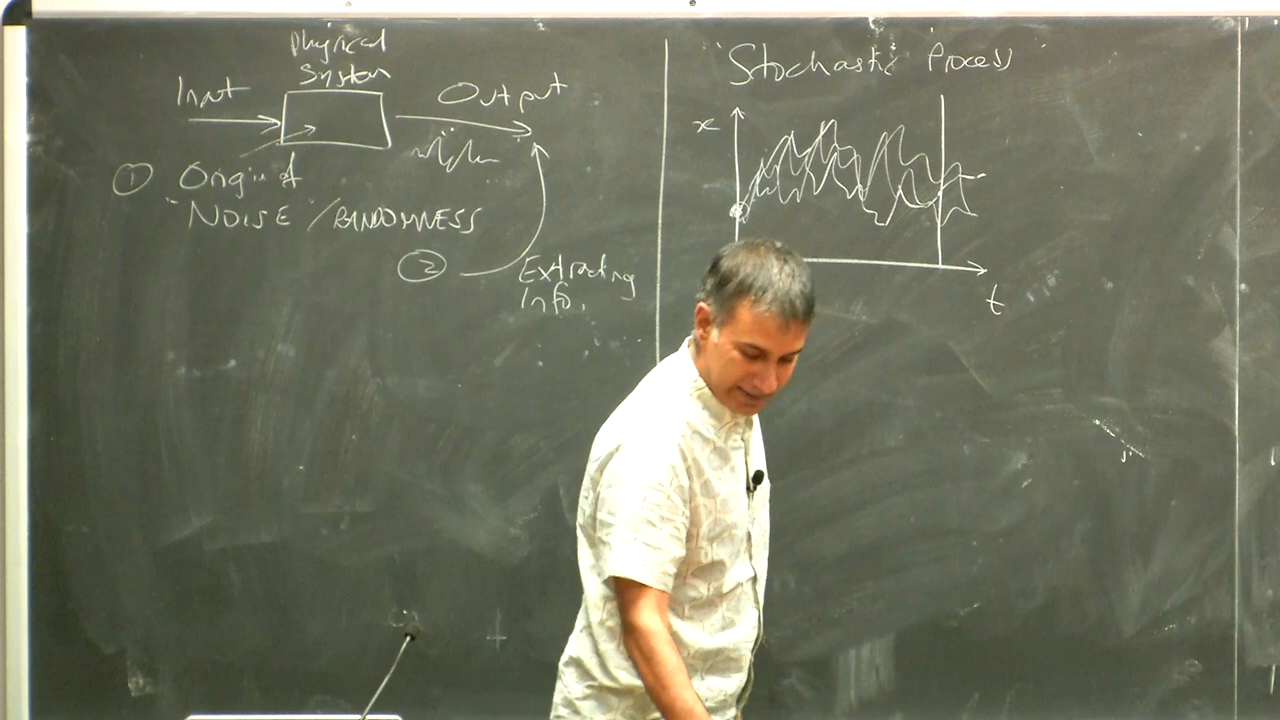 Physical
System
Input
Output
① Origin of
"NOISE"/RANDOMNESS
②
Extracting
Info.
"Stochastic Process"
x
t